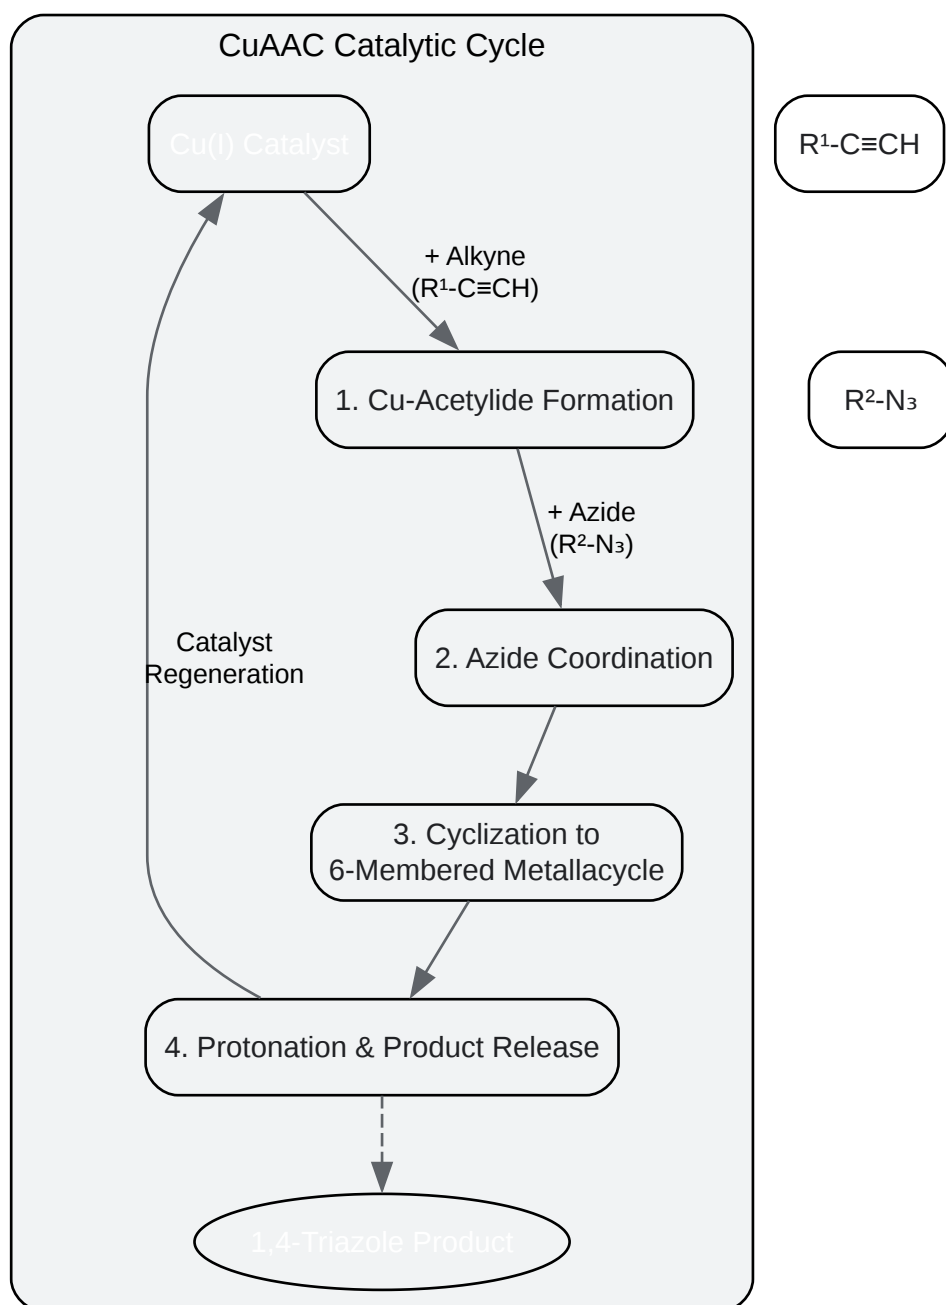 CuAAC Catalytic Cycle
Cu(I) Catalyst
R¹-C≡CH
+ Alkyne
(R¹-C≡CH)
1. Cu-Acetylide Formation
R²-N₃
+ Azide
(R²-N₃)
2. Azide Coordination
Catalyst
Regeneration
3. Cyclization to
6-Membered Metallacycle
4. Protonation & Product Release
1,4-Triazole Product